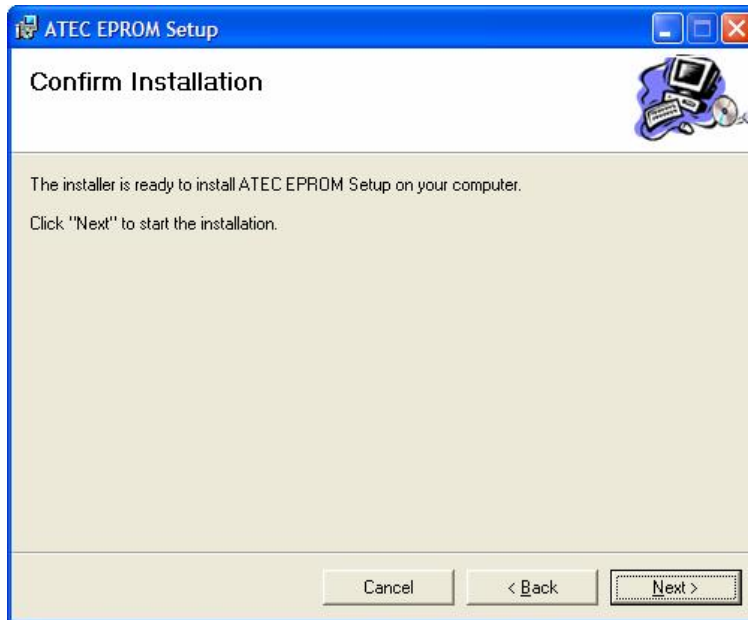 ATEC EPROM Setup
Confirm Installation
The installer is ready to install ATEC EPROM Setup on your computer.
Click "Next" to start the installation.
Cancel
< Back
Next >